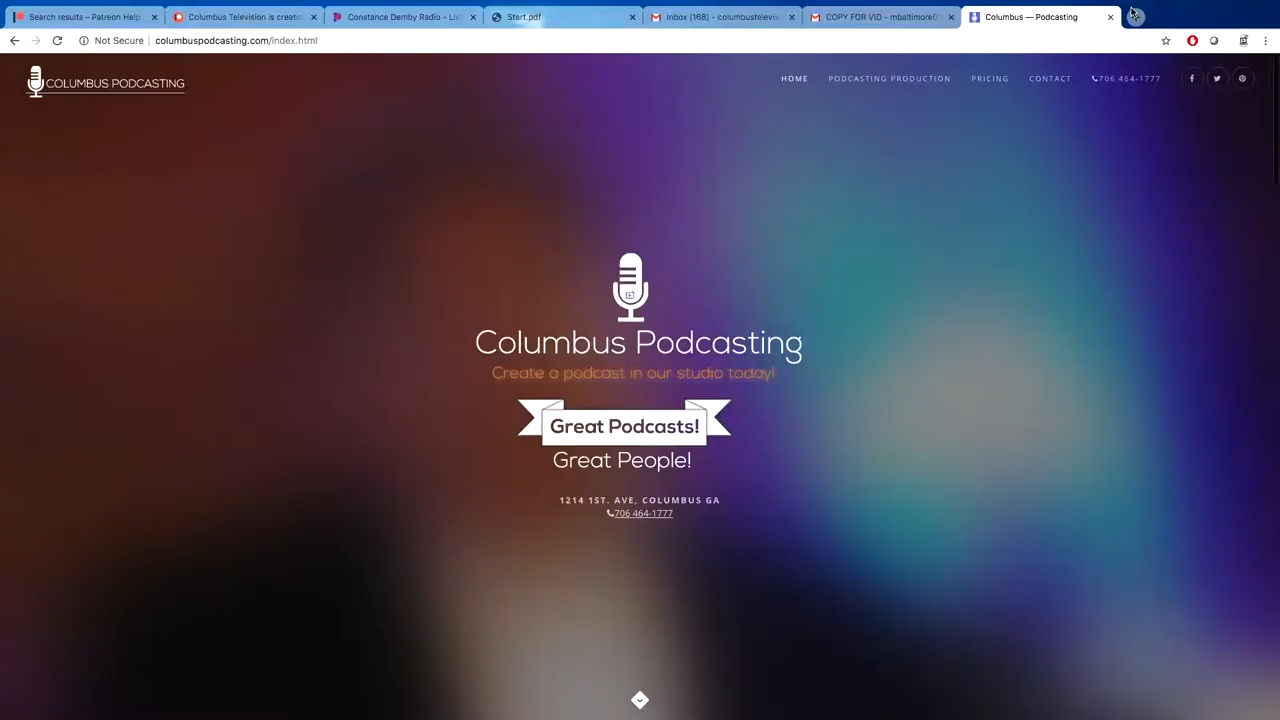 Search results – Patreon Help
Columbus Television is creatin
Constance Demby Radio - List
Start.pdf
Inbox (168) - columbustelevis
COPY FOR VID - mbaltimore@
Columbus — Podcasting
Not Secure
columbuspodcasting.com/index.html
COLUMBUS PODCASTING
HOME
PODCASTING PRODUCTION
PRICING
CONTACT
706 464-1777
Columbus Podcasting
Create a podcast in our studio today!
Great Podcasts!
Great People!
1214 1ST. AVE, COLUMBUS GA
706 464-1777